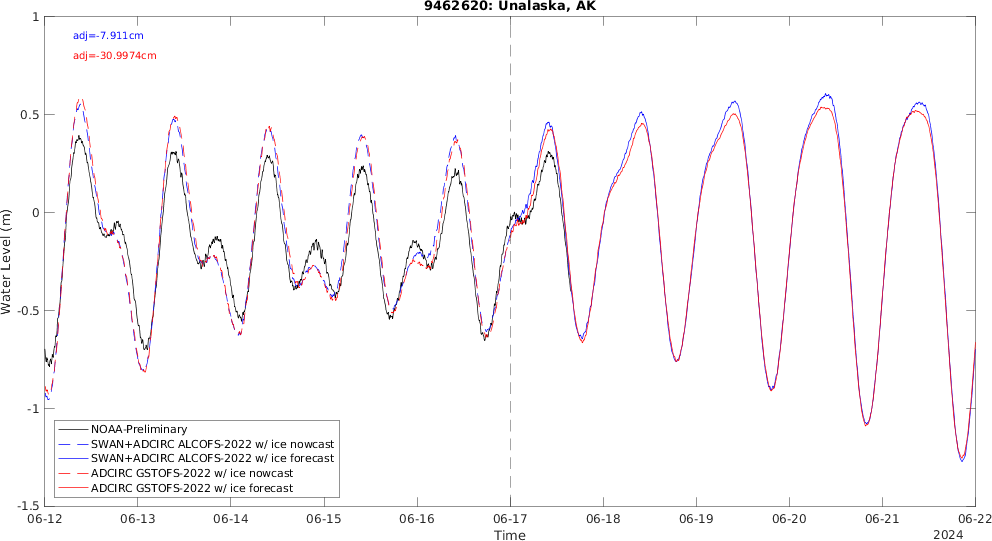 9462620: Unalaska, AK
adj=-7.911cm
adj=-30.9974cm
1
0.5
0
-0.5
-1
-1.5
Water Level (m)
NOAA-Preliminary
SWAN+ADCIRC ALCOFS-2022 w/ ice nowcast
SWAN+ADCIRC ALCOFS-2022 w/ ice forecast
ADCIRC GSTOFS-2022 w/ ice nowcast
ADCIRC GSTOFS-2022 w/ ice forecast
06-12 06-13 06-14 06-15 06-16 06-17 06-18 06-19 06-20 06-21 06-22
Time
2024